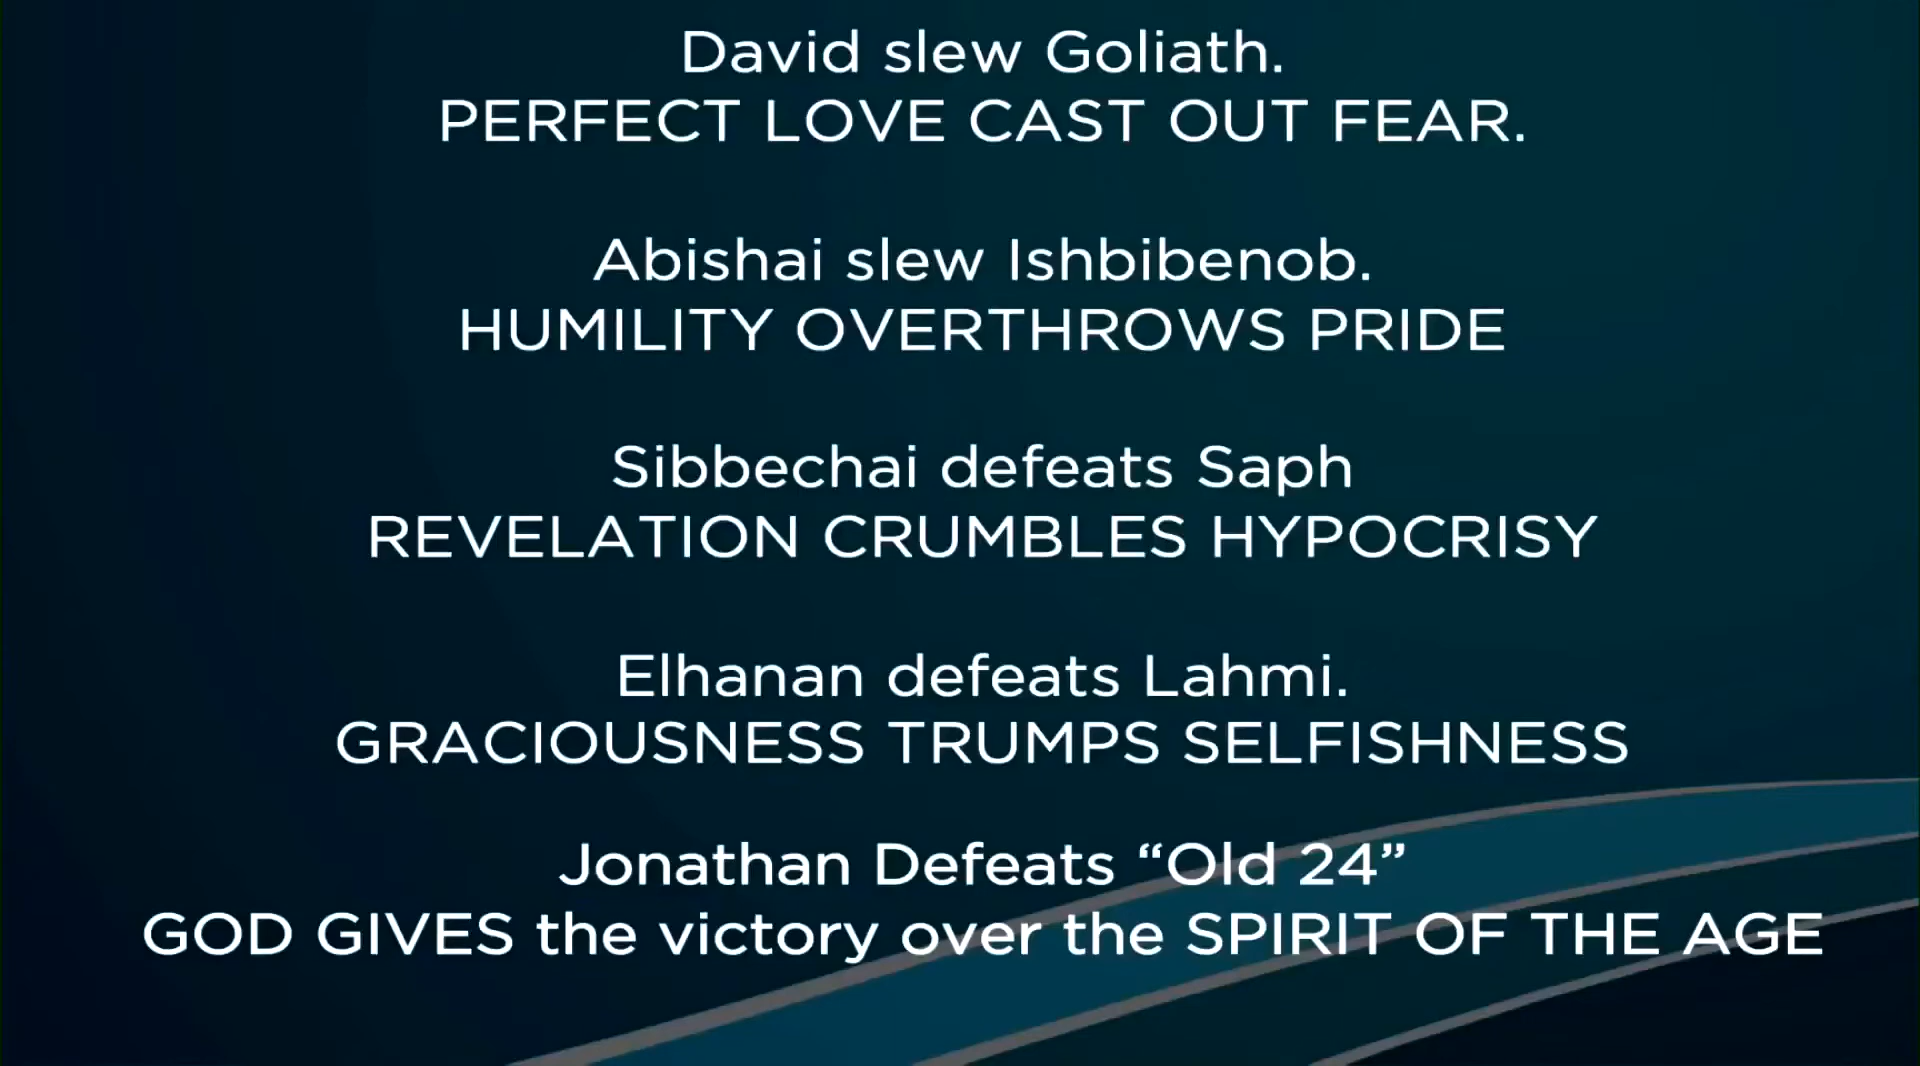 David slew Goliath.
PERFECT LOVE CAST OUT FEAR.
Abishai slew Ishbibenob.
HUMILITY OVERTHROWS PRIDE
Sibbechai defeats Saph
REVELATION CRUMBLES HYPOCRISY
Elhanan defeats Lahmi.
GRACIOUSNESS TRUMPS SELFISHNESS
Jonathan Defeats “Old 24”
GOD GIVES the victory over the SPIRIT OF THE AGE